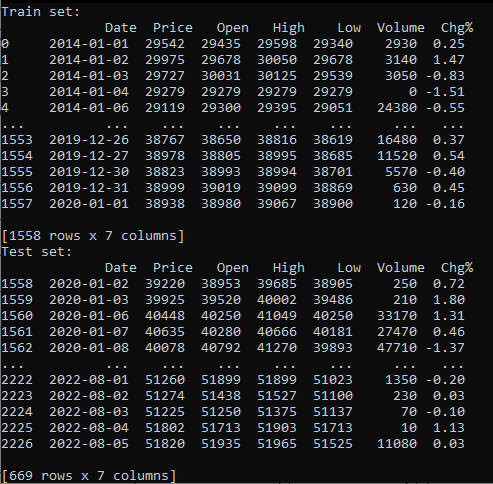 Train set:
Date Price Open High Low Volume Chg%
0 2014-01-01 29542 29435 29598 29340 2930 0.25
1 2014-01-02 29975 29678 30050 29678 3140 1.47
2 2014-01-03 29727 30031 30125 29539 3050 -0.83
3 2014-01-04 29279 29279 29279 29279 0 -1.51
4 2014-01-06 29119 29300 29395 29051 24380 -0.55
... ... ... ... ... ... ... ...
1553 2019-12-26 38767 38650 38816 38619 16480 0.37
1554 2019-12-27 38978 38805 38995 38685 11520 0.54
1555 2019-12-30 38823 38993 38994 38701 5570 -0.40
1556 2019-12-31 38999 39019 39099 38869 630 0.45
1557 2020-01-01 38938 38980 39067 38900 120 -0.16
[1558 rows x 7 columns]
Test set:
Date Price Open High Low Volume Chg%
1558 2020-01-02 39220 38953 39685 38905 250 0.72
1559 2020-01-03 39925 39520 40002 39486 210 1.80
1560 2020-01-06 40448 40250 41049 40250 33170 1.31
1561 2020-01-07 40635 40280 40666 40181 27470 0.46
1562 2020-01-08 40078 40792 41270 39893 47710 -1.37
... ... ... ... ... ... ... ...
2222 2022-08-01 51260 51899 51899 51023 1350 -0.20
2223 2022-08-02 51274 51438 51527 51100 230 0.03
2224 2022-08-03 51225 51250 51375 51137 70 -0.10
2225 2022-08-04 51802 51713 51903 51713 10 1.13
2226 2022-08-05 51820 51935 51965 51525 11080 0.03
[669 rows x 7 columns]